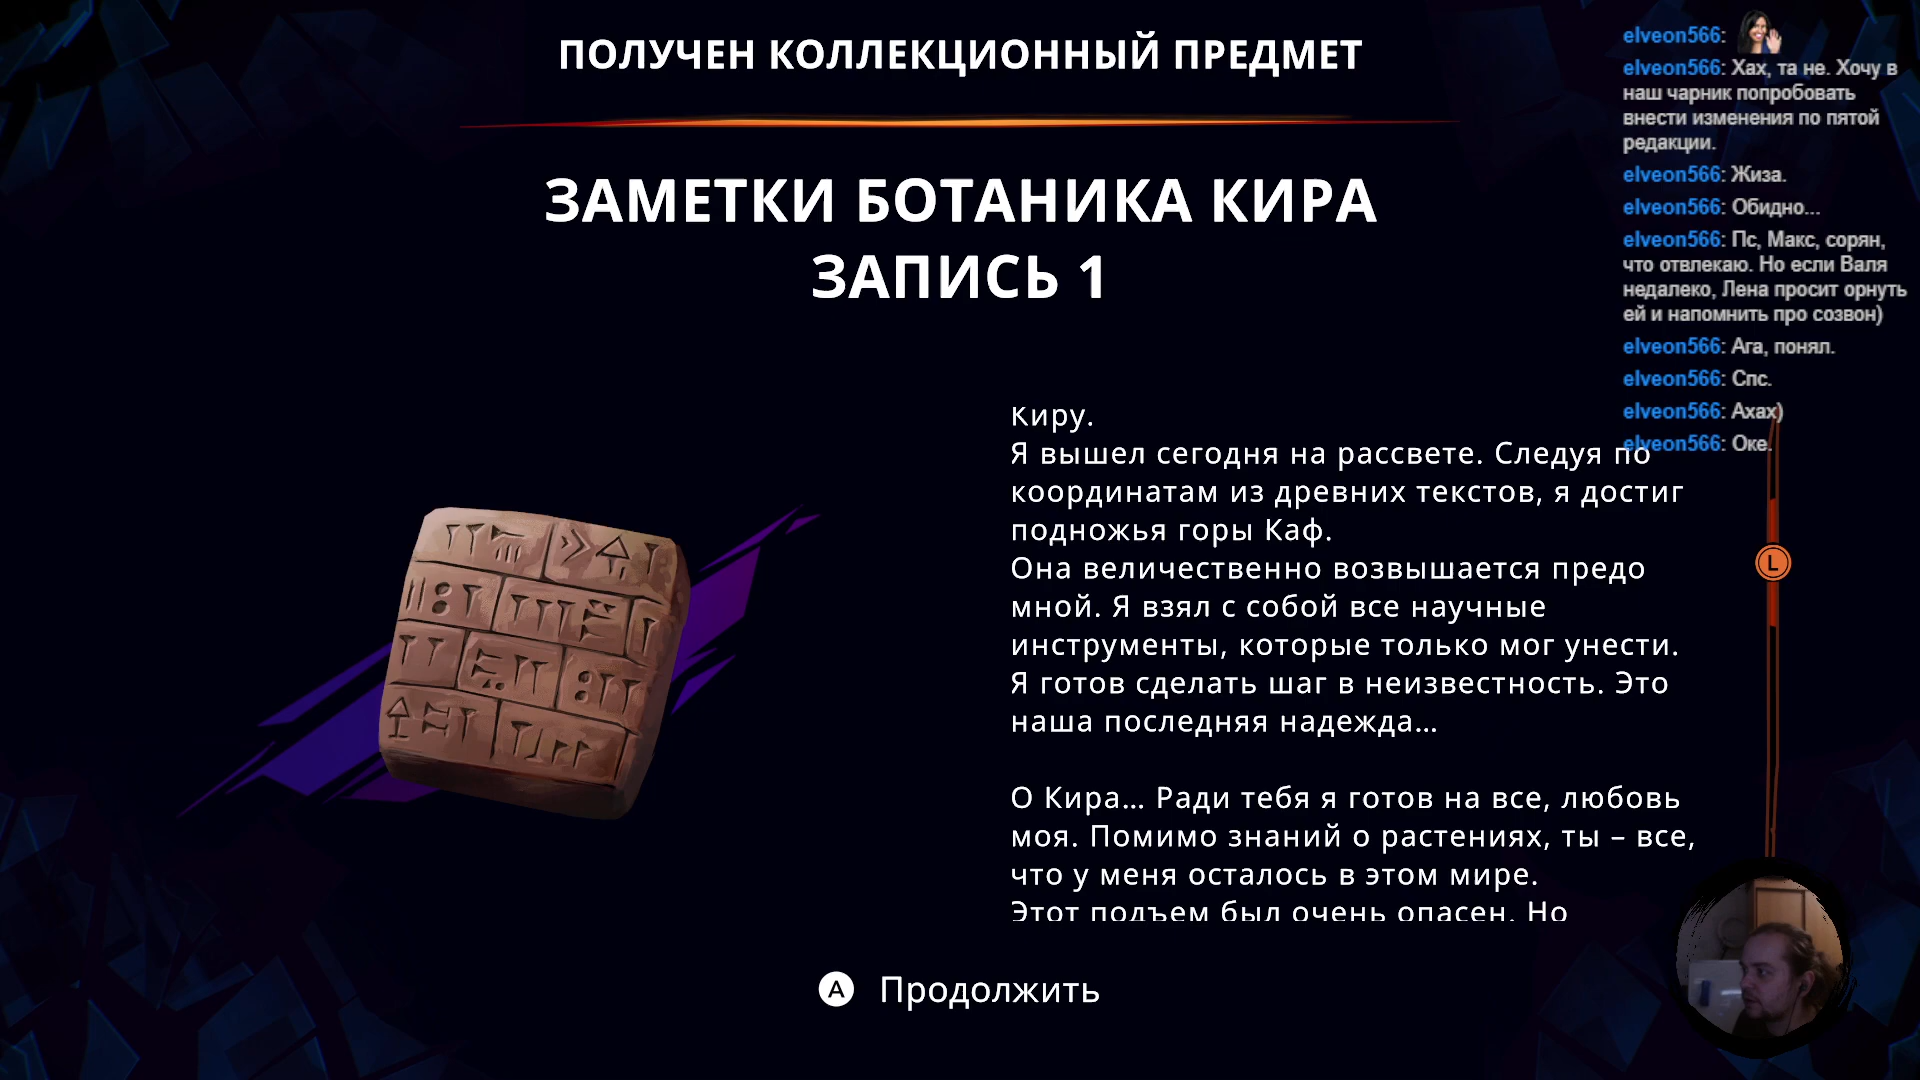 ПОЛУЧЕН КОЛЛЕКЦИОННЫЙ ПРЕДМЕТ
ЗАМЕТКИ БОТАНИКА КИРА
ЗАПИСЬ 1
Киру.
Я вышел сегодня на рассвете. Следуя по
координатам из древних текстов, я достиг
подножья горы Каф.
Она величественно возвышается предо
мной. Я взял с собой все научные
инструменты, которые только мог унести.
Я готов сделать шаг в неизвестность. Это
наша последняя надежда...
О Кира... Ради тебя я готов на все, любовь
моя. Помимо знаний о растениях, ты – все,
что у меня осталось в этом мире.
Этот подъем был очень опасен. Но
L
A Продолжить
elveon566:
elveon566: Хах, та не. Хочу в
наш чарник попробовать
внести изменения по пятой
редакции.
elveon566: Жиза.
elveon566: Обидно...
elveon566: Пс, Макс, сорян,
что отвлекаю. Но если Валя
недалеко, Лена просит орнуть
ей и напомнить про созвон)
elveon566: Ага, понял.
elveon566: Спс.
elveon566: Ахах)
elveon566: Оке.